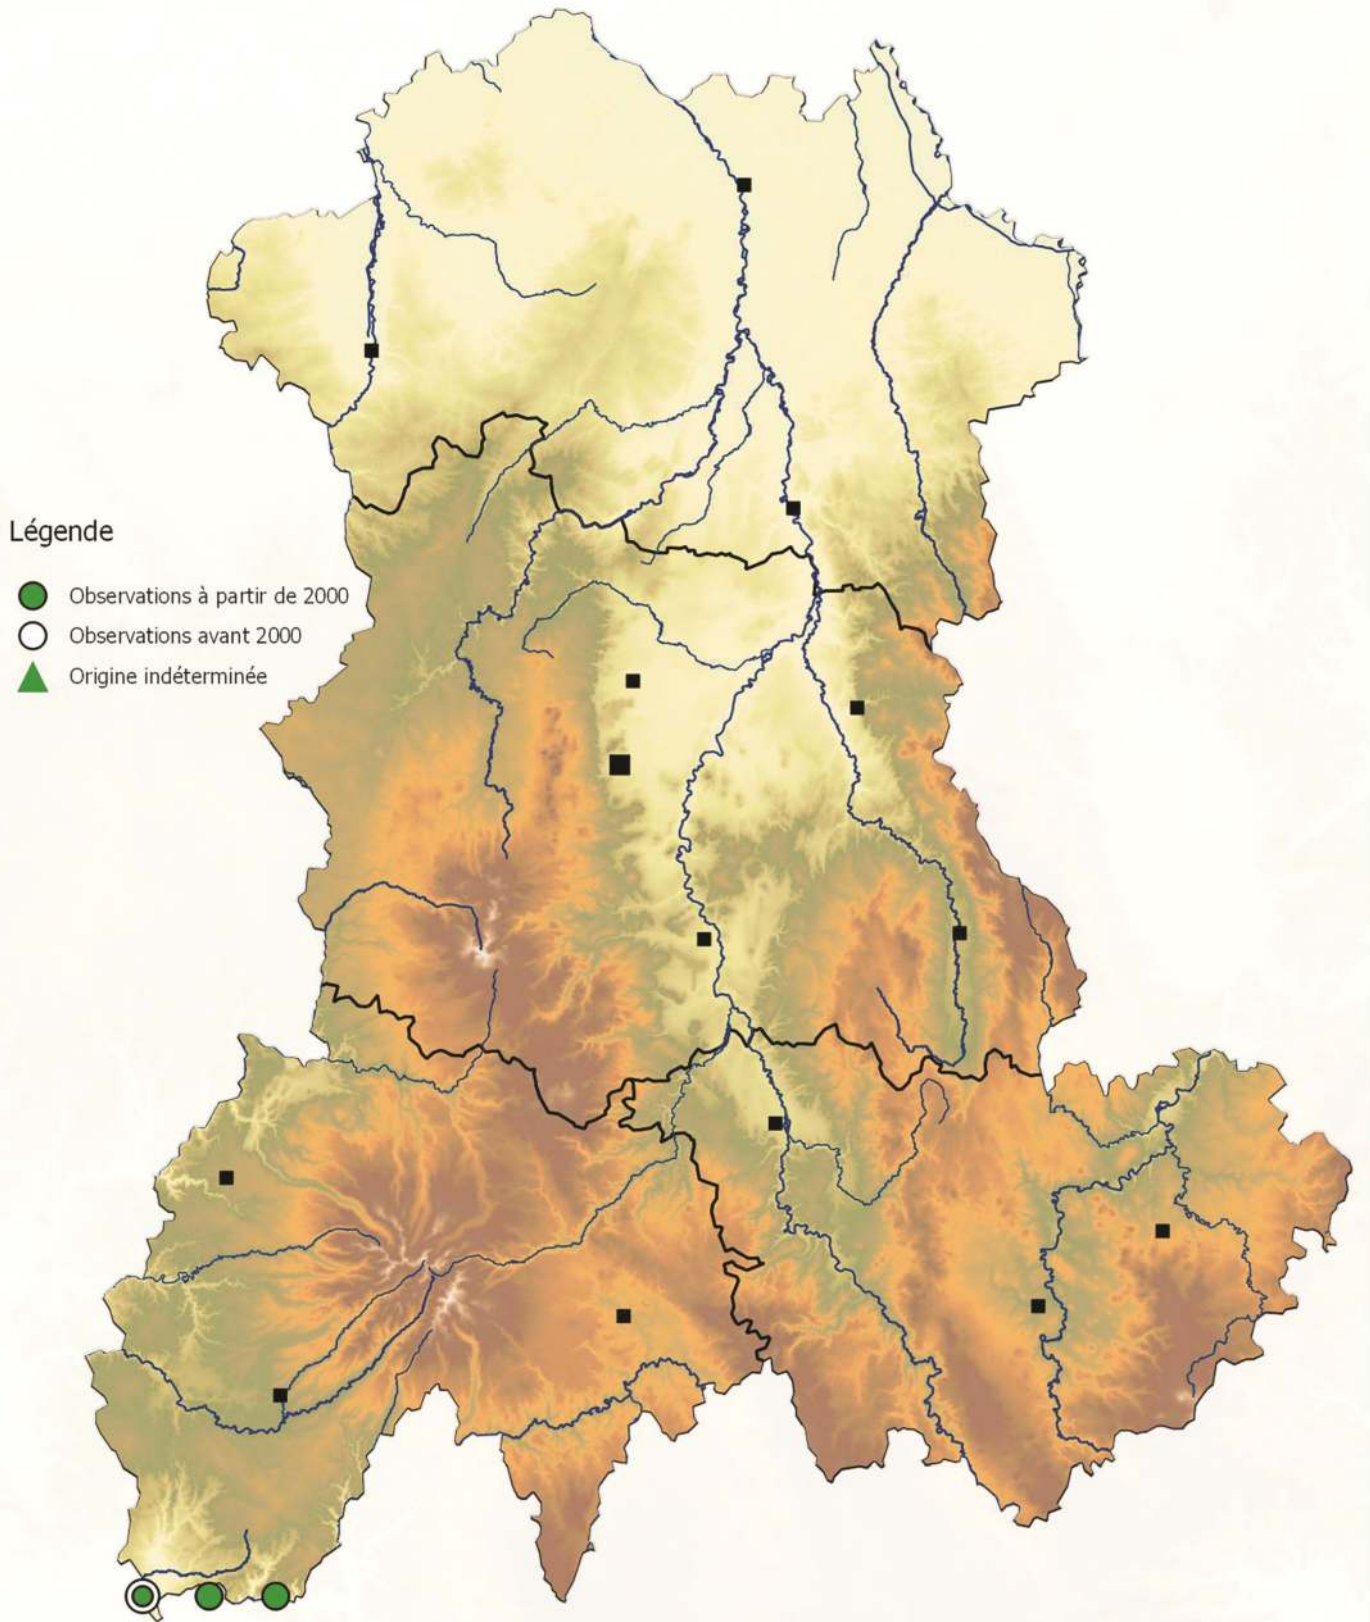 Légende
Observations à partir de 2000
Observations avant 2000
Origine indéterminée